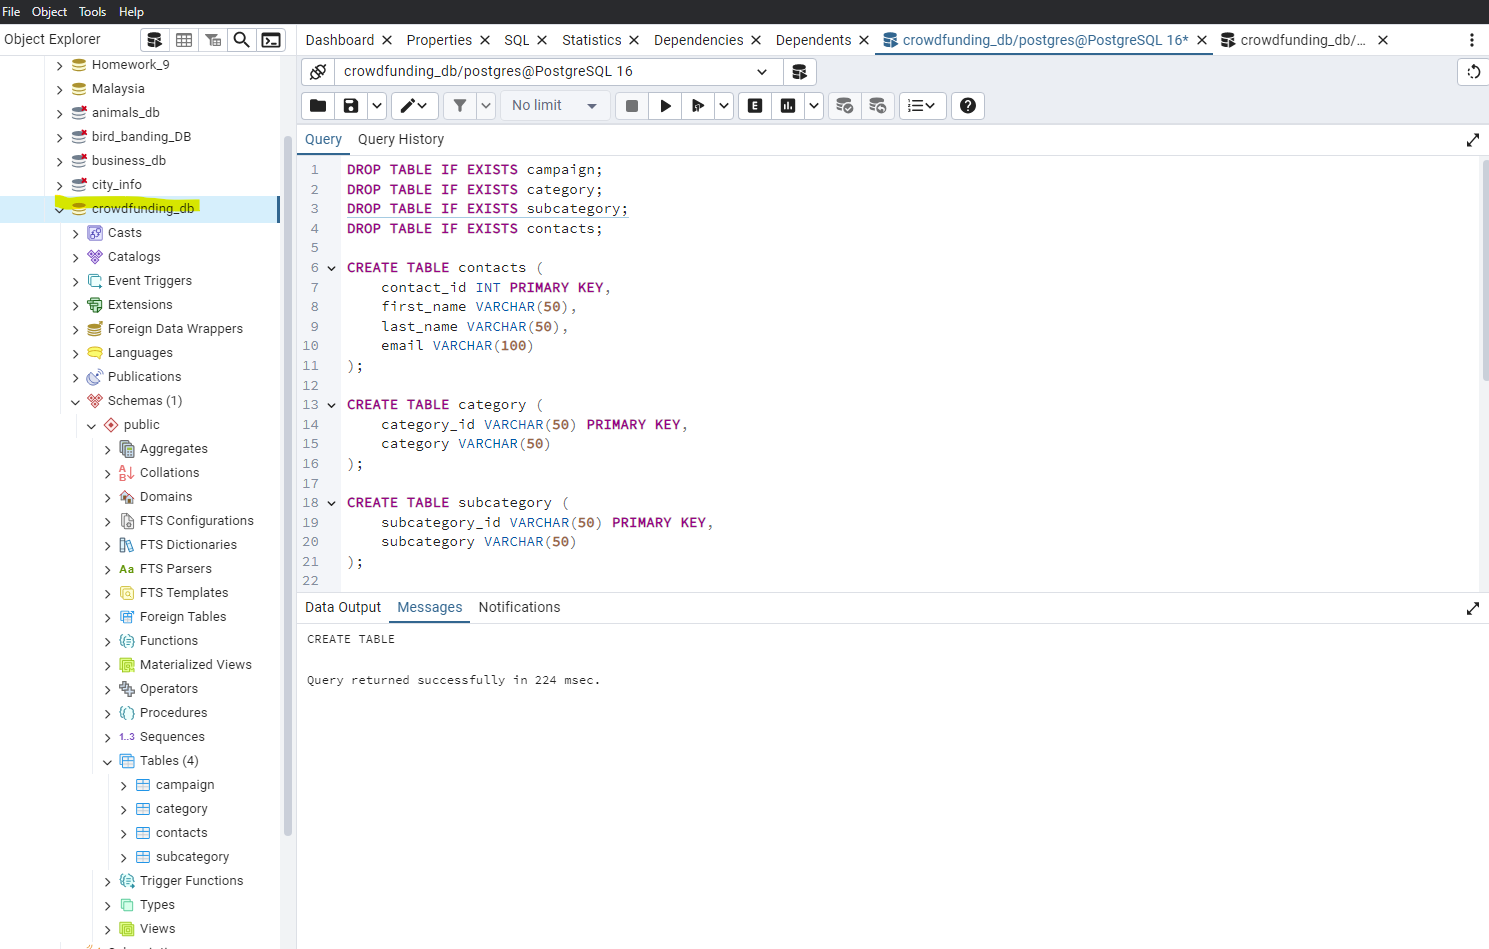 File Object Tools Help
Object Explorer
Dashboard Properties SQL Statistics Dependencies Dependents crowdfunding_db/postgres@PostgreSQL 16* crowdfunding_db/...
Homework_9
Malaysia
animals_db
bird_banding_DB
business_db
city_info
crowdfunding_db
Casts
Catalogs
Event Triggers
Extensions
Foreign Data Wrappers
Languages
Publications
Schemas (1)
public
Aggregates
Collations
Domains
FTS Configurations
FTS Dictionaries
Aa FTS Parsers
FTS Templates
Foreign Tables
Functions
Materialized Views
Operators
Procedures
1..3 Sequences
Tables (4)
campaign
category
contacts
subcategory
Trigger Functions
Types
Views
crowdfunding_db/postgres@PostgreSQL 16
No limit
E
Query Query History
1 DROP TABLE IF EXISTS campaign;
2 DROP TABLE IF EXISTS category;
3 DROP TABLE IF EXISTS subcategory;
4 DROP TABLE IF EXISTS contacts;
5
6 CREATE TABLE contacts (
7 contact_id INT PRIMARY KEY,
8 first_name VARCHAR(50),
9 last_name VARCHAR(50),
10 email VARCHAR(100)
11 );
12
13 CREATE TABLE category (
14 category_id VARCHAR(50) PRIMARY KEY,
15 category VARCHAR(50)
16 );
17
18 CREATE TABLE subcategory (
19 subcategory_id VARCHAR(50) PRIMARY KEY,
20 subcategory VARCHAR(50)
21 );
22
Data Output Messages Notifications
CREATE TABLE
Query returned successfully in 224 msec.